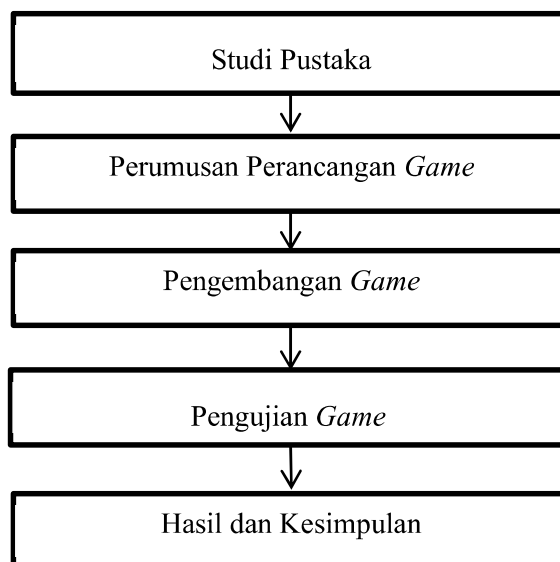 Studi Pustaka
Perumusan Perancangan Game
Pengembangan Game
Pengujian Game
Hasil dan Kesimpulan